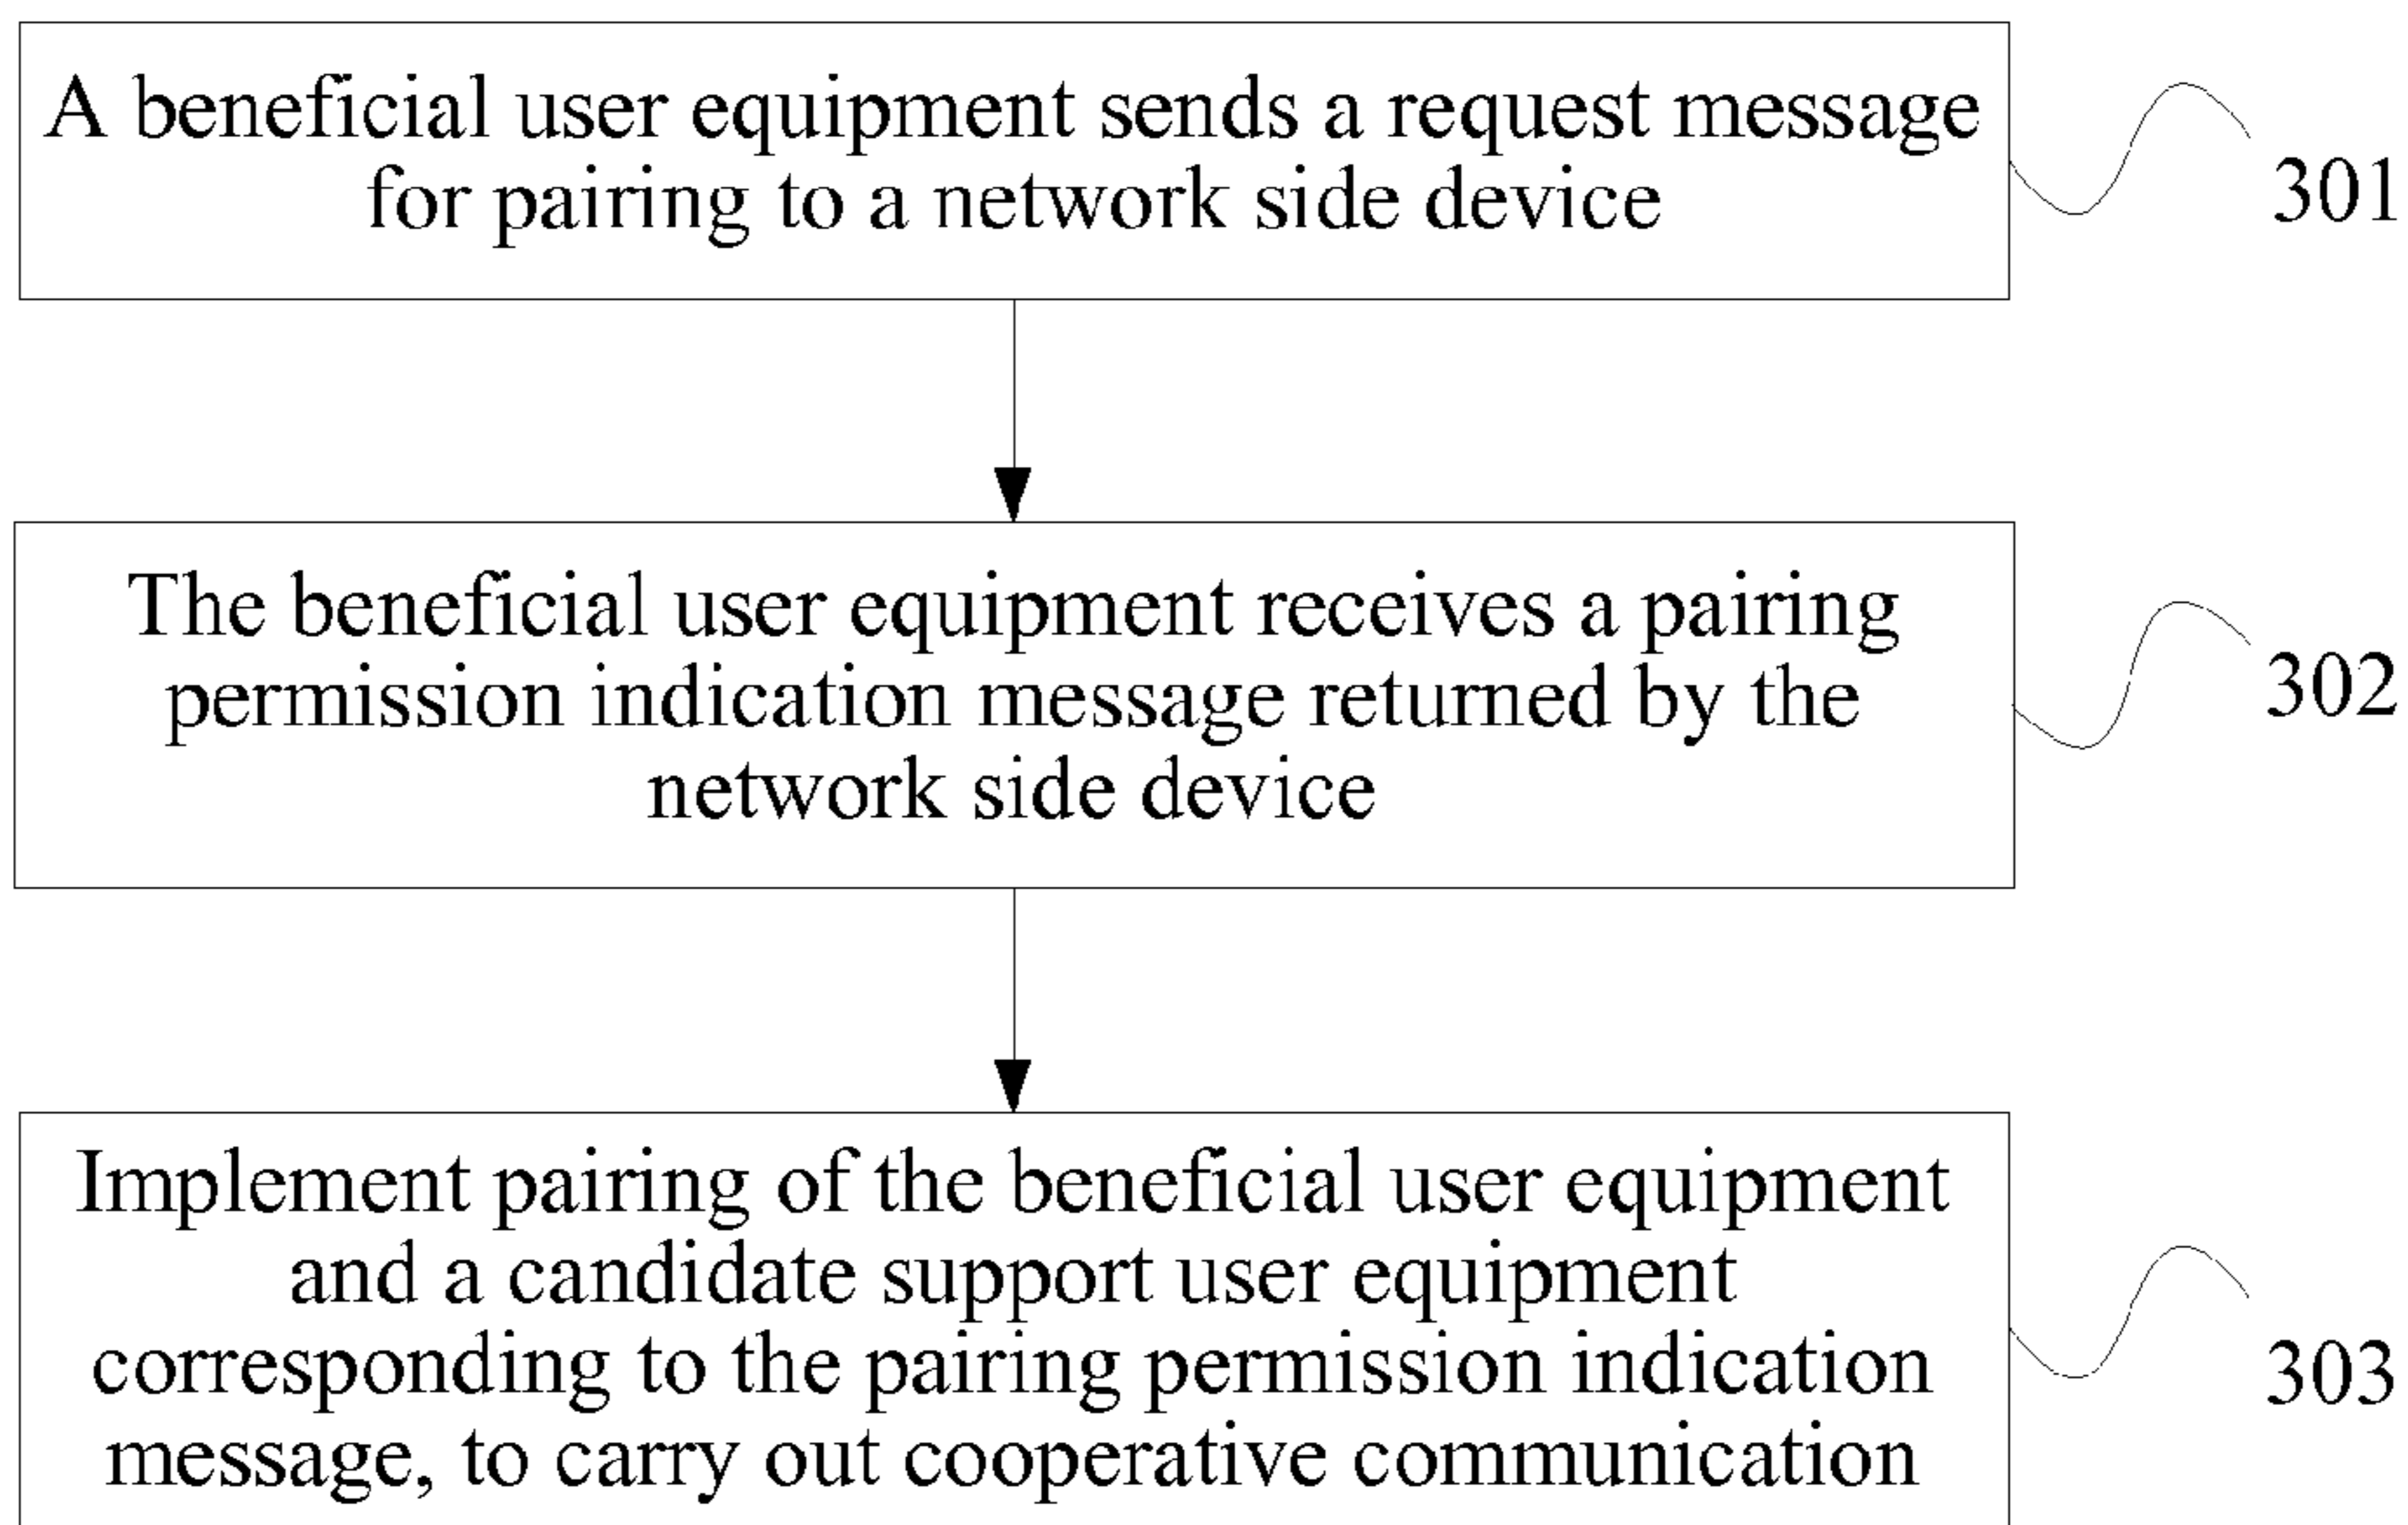 A beneficial user equipment sends a request message
for pairing to a network side device
301
The beneficial user equipment receives a pairing
permission indication message returned by the
network side device
302
Implement pairing of the beneficial user equipment
and a candidate support user equipment
corresponding to the pairing permission indication
message, to carry out cooperative communication
303